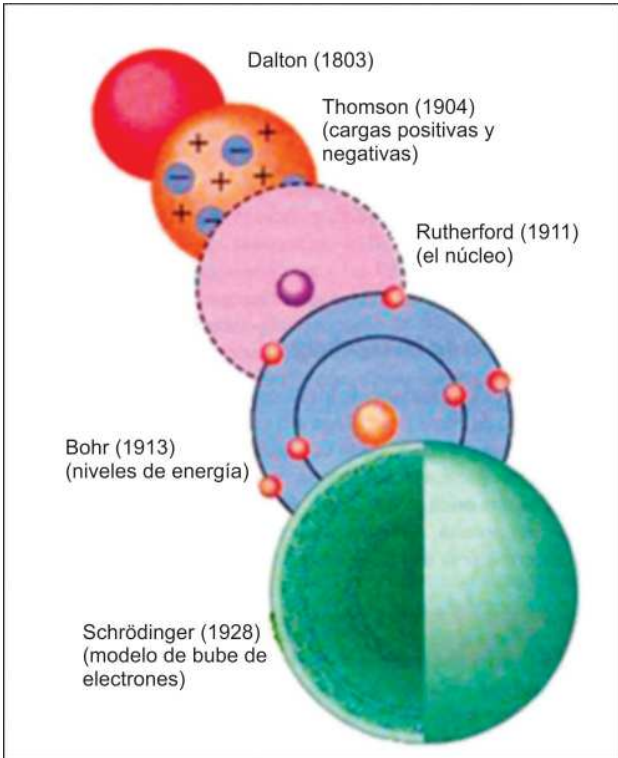 Dalton (1803)
Thomson (1904)
(cargas positivas y
negativas)
Rutherford (1911)
(el núcleo)
Bohr (1913)
(niveles de energía)
Schrödinger (1928)
(modelo de bube de
electrones)